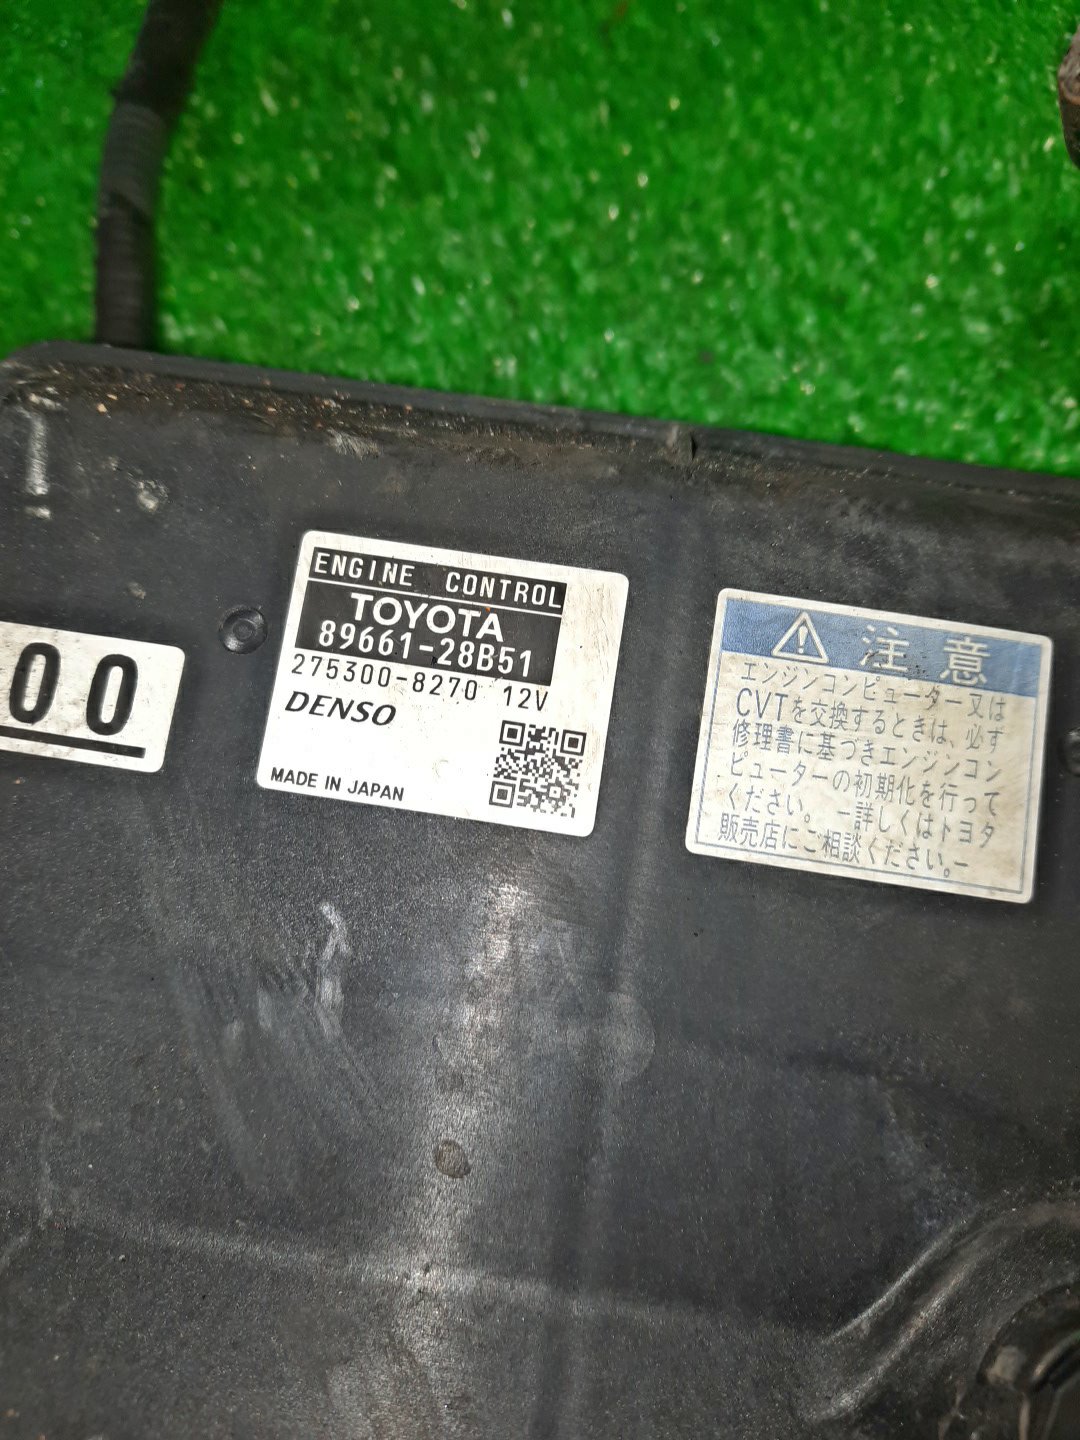 00
ENGINE CONTROL
TOYOTA
89661-28B51
275300-8270 12V
DENSO
MADE IN JAPAN
注意
エンジンコンピューター又は
CVTを交換するときは、必ず
修理書に基づきエンジンコン
ピューターの初期化を行って
ください。 ー詳しくはトヨタ
販売店にご相談ください。ー